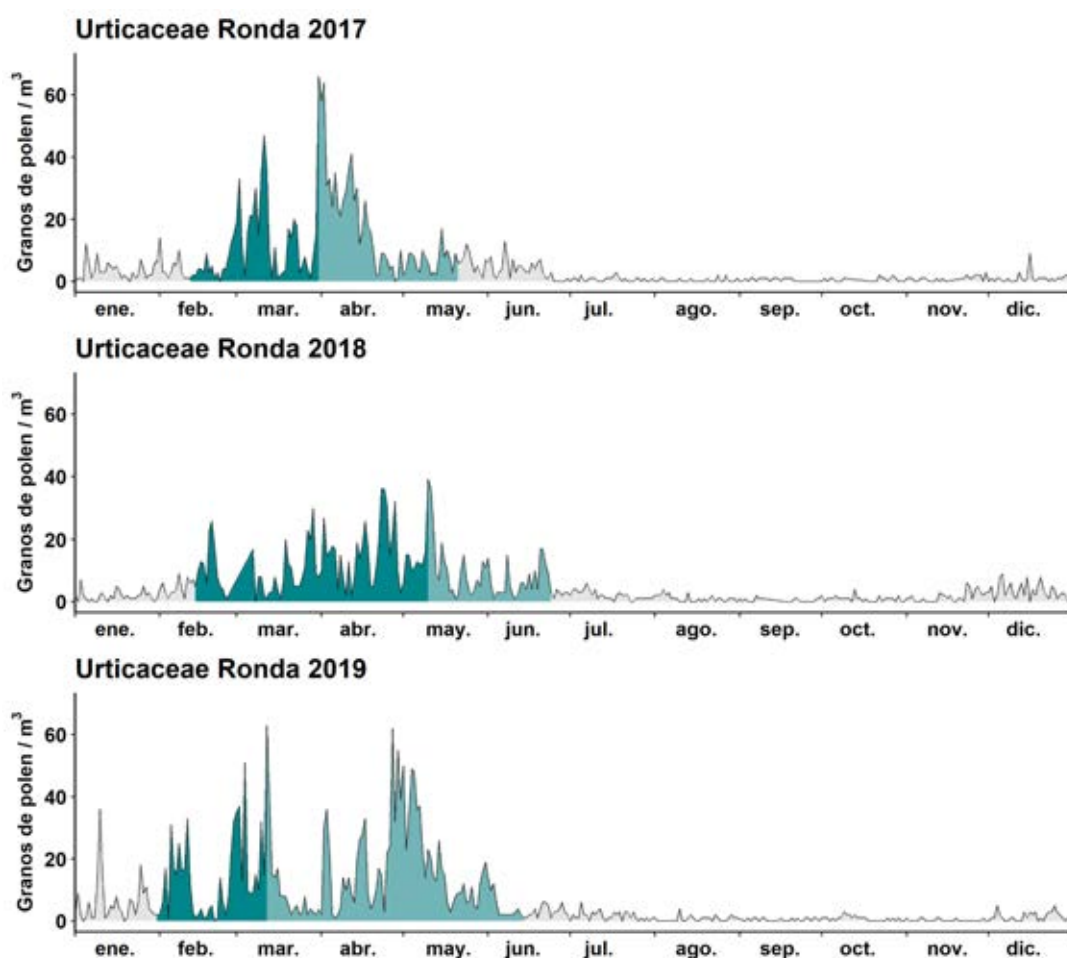 Urticaceae Ronda 2017
Granos de polen / m³
60
40
20
0
ene. feb. mar. abr. may. jun. jul. ago. sep. oct. nov. dic.
Urticaceae Ronda 2018
Granos de polen / m³
60
40
20
0
ene. feb. mar. abr. may. jun. jul. ago. sep. oct. nov. dic.
Urticaceae Ronda 2019
Granos de polen / m³
60
40
20
0
ene. feb. mar. abr. may. jun. jul. ago. sep. oct. nov. dic.